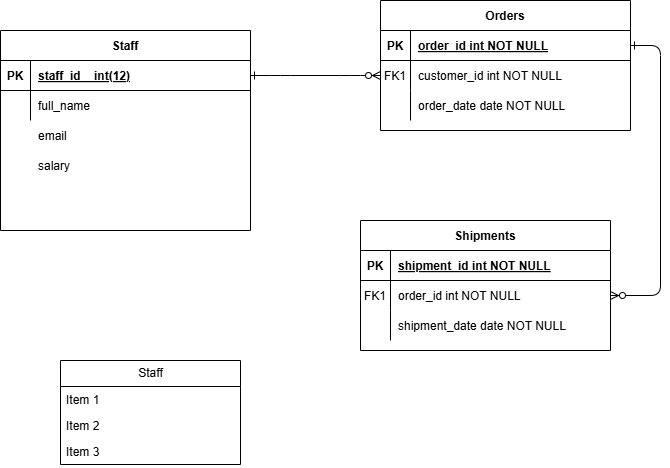 Staff
PK staff_id int(12)
full_name
email
salary
Orders
PK order_id int NOT NULL
FK1 customer_id int NOT NULL
order_date date NOT NULL
Shipments
PK shipment_id int NOT NULL
FK1 order_id int NOT NULL
shipment_date date NOT NULL
Staff
Item 1
Item 2
Item 3